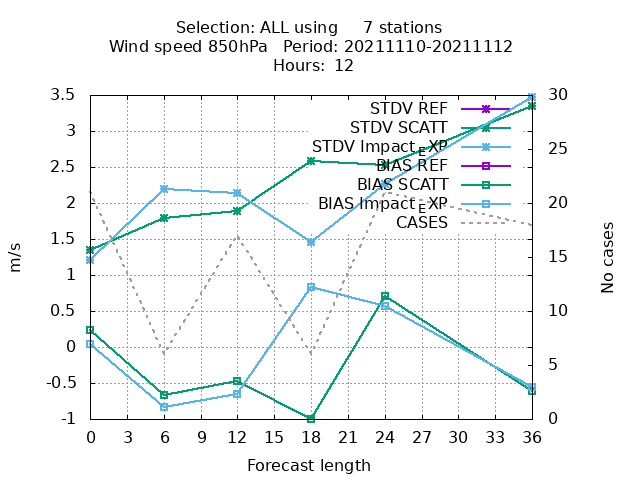 Selection: ALL using     7 stations
Wind speed 850hPa   Period: 20211110-20211112
Hours: 12
STDV REF
STDV SCATT
STDV Impact_EXP
BIAS REF
BIAS SCATT
BIAS Impact_EXP
CASES
3.5
3
2.5
2
1.5
1
0.5
0
-0.5
-1
m/s
30
25
20
15
10
5
0
No cases
0 3 6 9 12 15 18 21 24 27 30 33 36
Forecast length